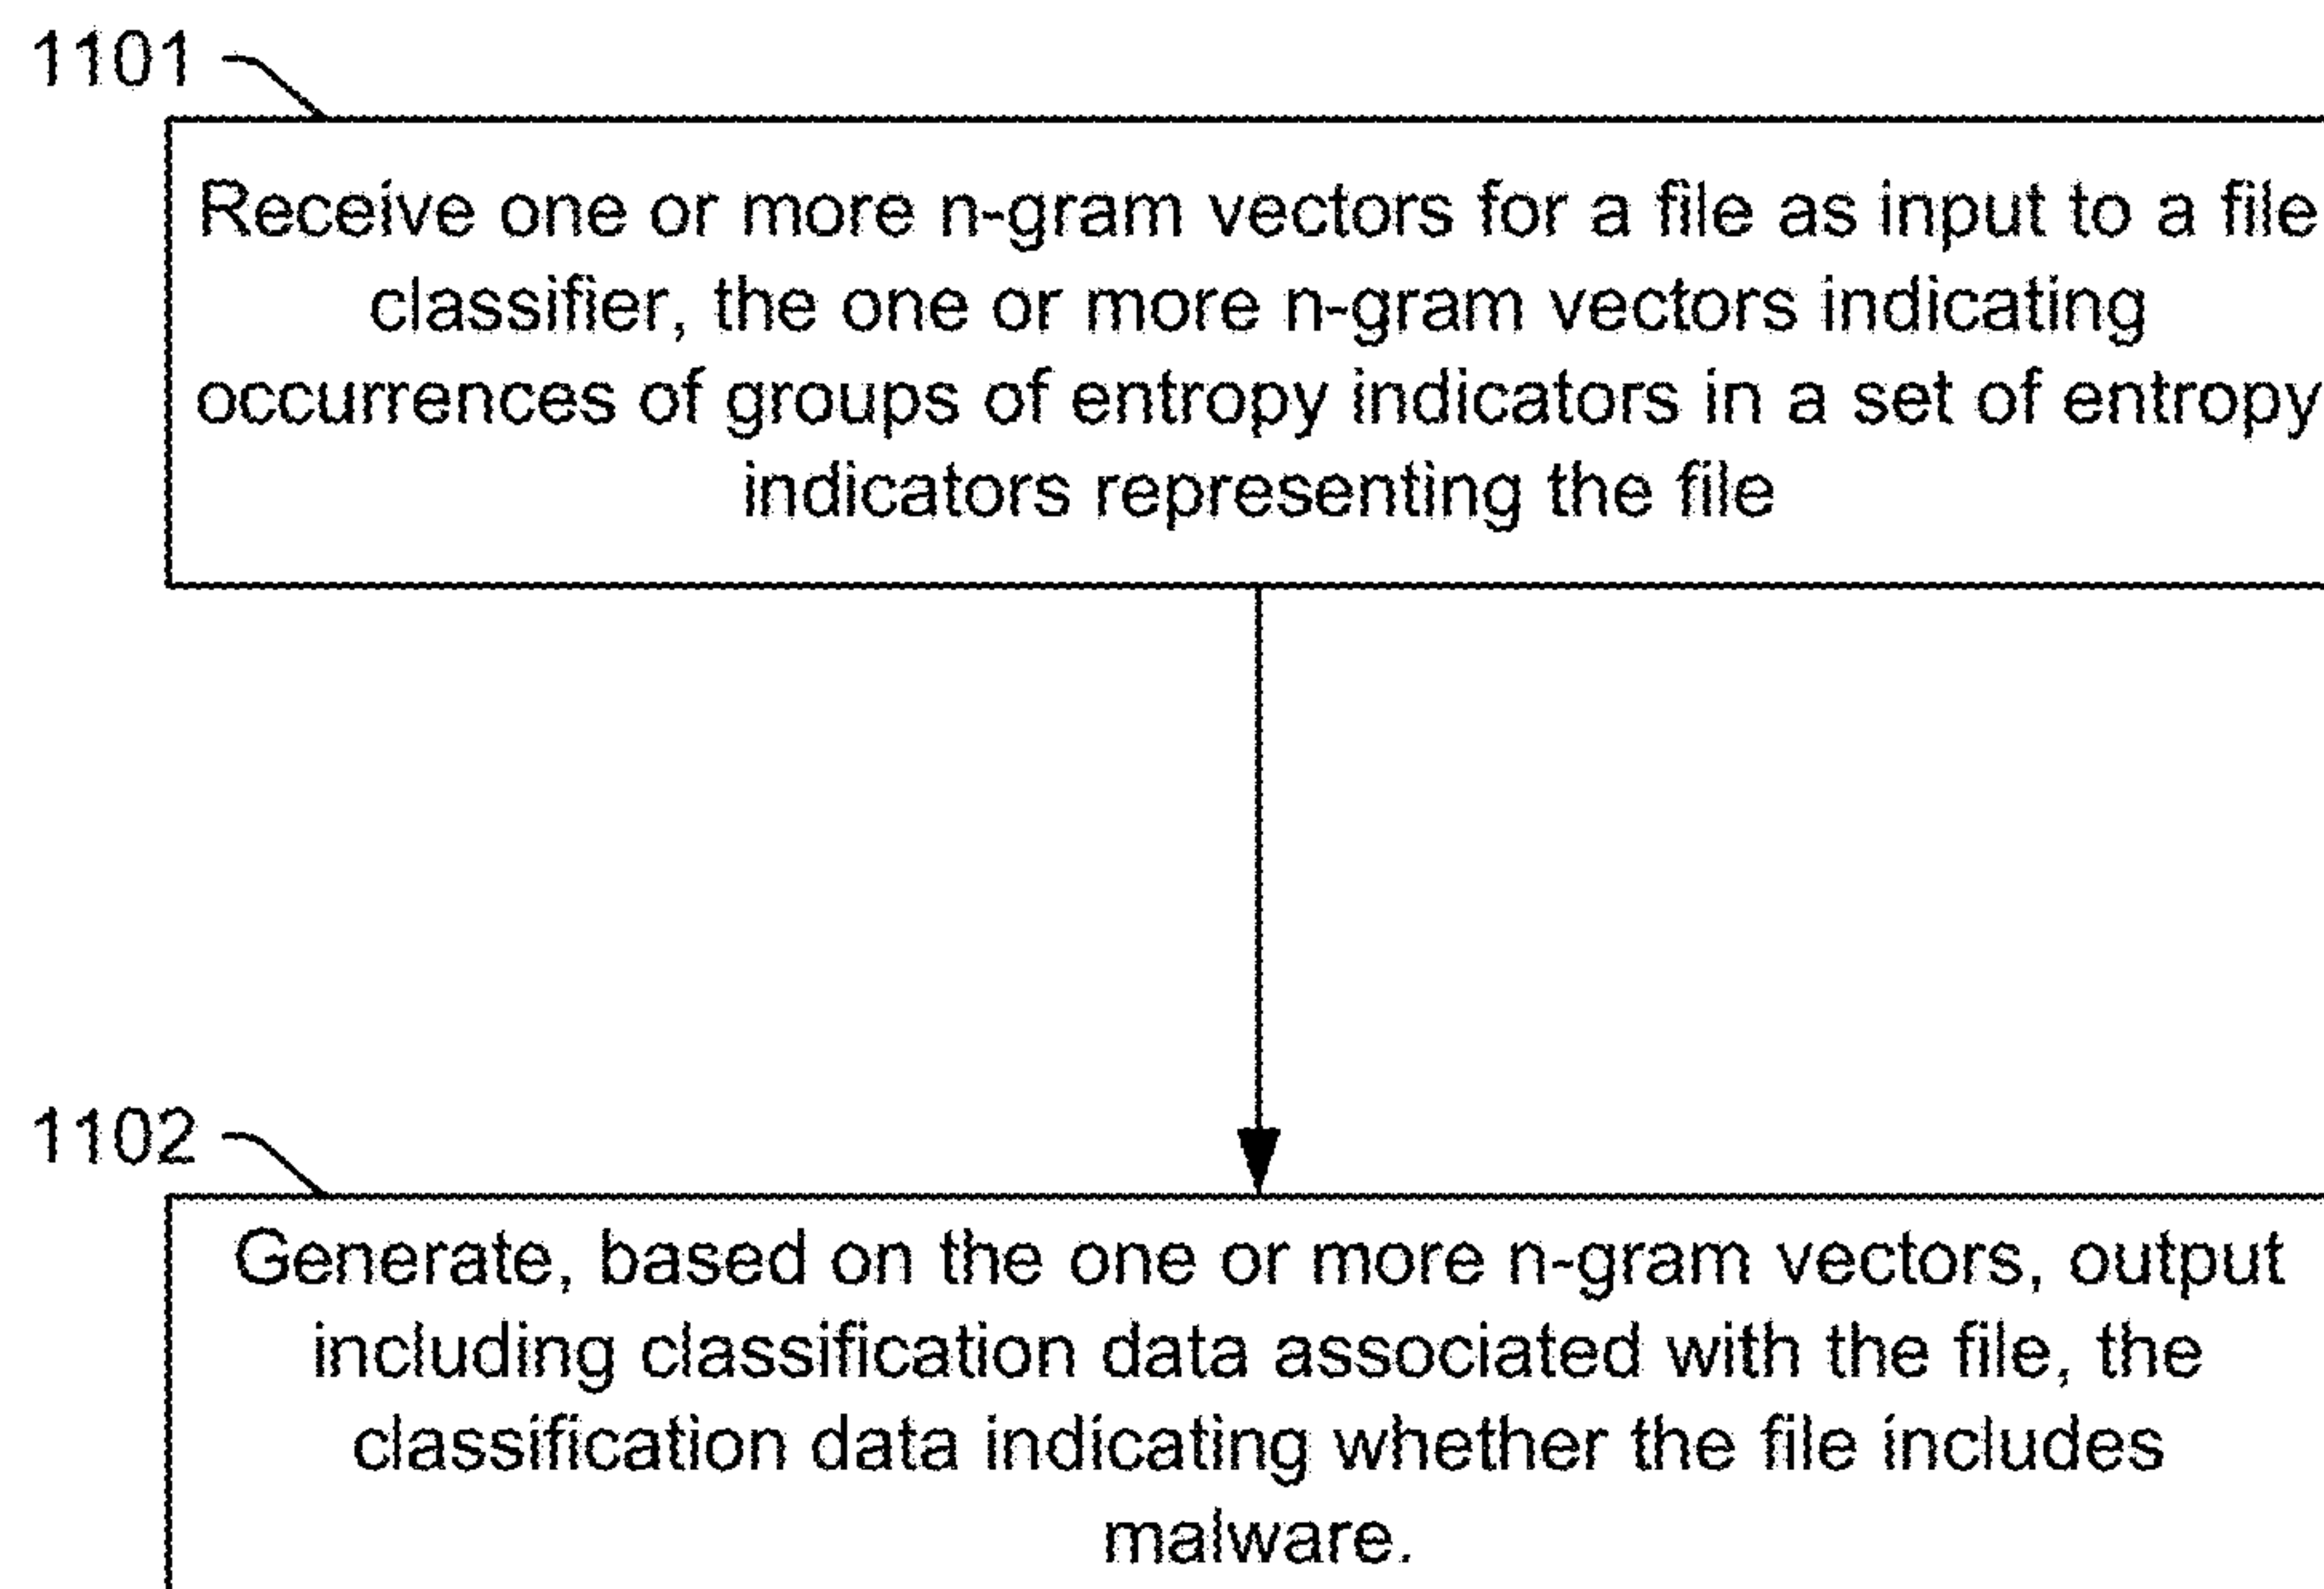 1101
Receive one or more n-gram vectors for a file as input to a file
classifier, the one or more n-gram vectors indicating
occurrences of groups of entropy indicators in a set of entropy
indicators representing the file
1102
Generate, based on the one or more n-gram vectors, output
including classification data associated with the file, the
classification data indicating whether the file includes
malware.